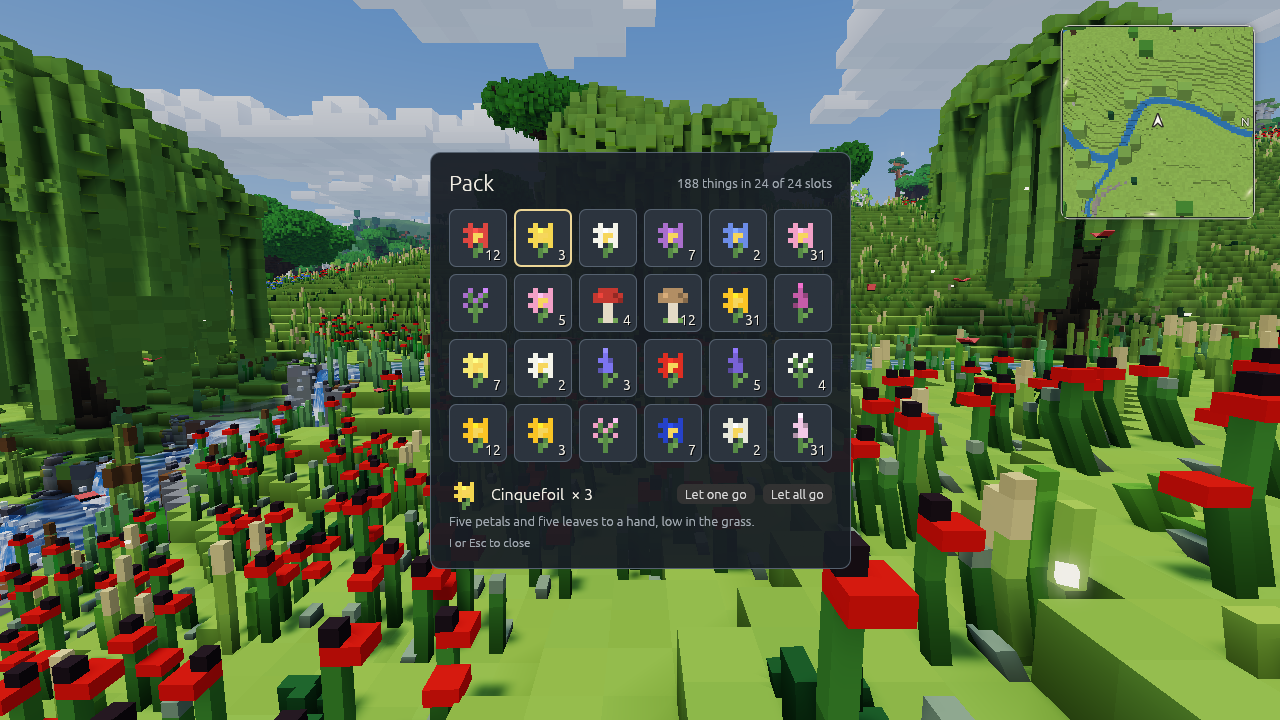 Pack
188 things in 24 of 24 slots
12 3 7 2 31
5 4 12 31
7 2 3 5 4
12 3 7 2 31
Cinquefoil × 3
Let one go
Let all go
Five petals and five leaves to a hand, low in the grass.
I or Esc to close
N